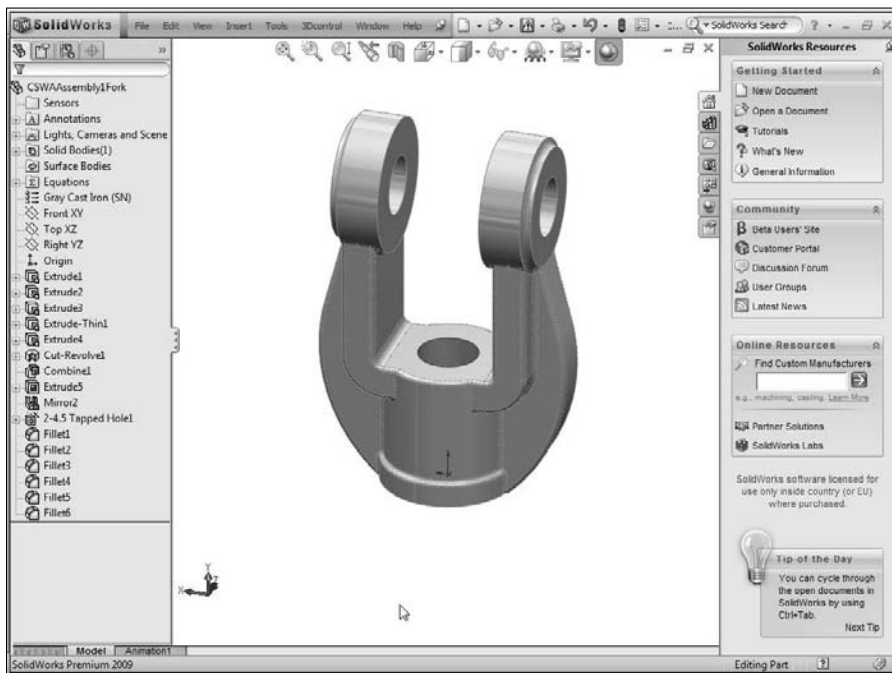 SolidWorks File Edit View Insert Tools 3Dcontrol Window Help SolidWorks Search ?
SolidWorks Resources
CSWAAssembly1Fork
Sensors
Annotations
Lights, Cameras and Scene
Solid Bodies(1)
Surface Bodies
Equations
Gray Cast Iron (SN)
Front XY
Top XZ
Right YZ
Origin
Extrude1
Extrude2
Extrude3
Extrude-Thin1
Extrude4
Cut-Revolve1
Combine1
Extrude5
Mirror2
2-4.5 Tapped Hole1
Fillet1
Fillet2
Fillet3
Fillet4
Fillet5
Fillet6
Y
X
Z
Getting Started
New Document
Open a Document
Tutorials
What's New
General Information
Community
Beta Users' Site
Customer Portal
Discussion Forum
User Groups
Latest News
Online Resources
Find Custom Manufacturers
e.g., machining, casting. Learn More
Partner Solutions
SolidWorks Labs
SolidWorks software licensed for
use only inside country (or EU)
where purchased.
Tip of the Day
You can cycle through
the open documents in
SolidWorks by using
Ctrl+Tab.
Next Tip
Model Animation1
SolidWorks Premium 2009 Editing Part ?